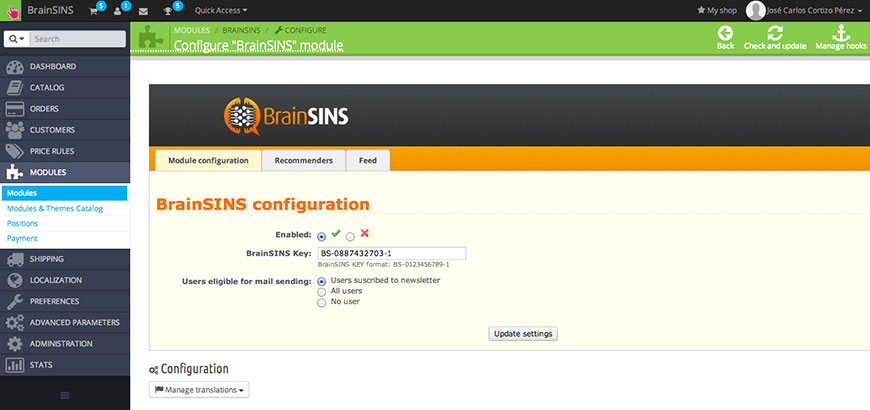 BrainSINS 5 1 5 Quick Access My shop José Carlos Cortizo Pérez
Search
MODULES / BRAINSINS / CONFIGURE
Configure "BrainSINS" module
Back Check and update Manage hooks
DASHBOARD
CATALOG
ORDERS
CUSTOMERS
PRICE RULES
MODULES
Modules
Modules & Themes Catalog
Positions
Payment
SHIPPING
LOCALIZATION
PREFERENCES
ADVANCED PARAMETERS
ADMINISTRATION
STATS
BrainSINS
Module configuration Recommenders Feed
BrainSINS configuration
Enabled:
BrainSINS Key: BS-0887432703-1
BrainSINS KEY format: BS-0123456789-1
Users eligible for mail sending: Users suscribed to newsletter
All users
No user
Update settings
Configuration
Manage translations